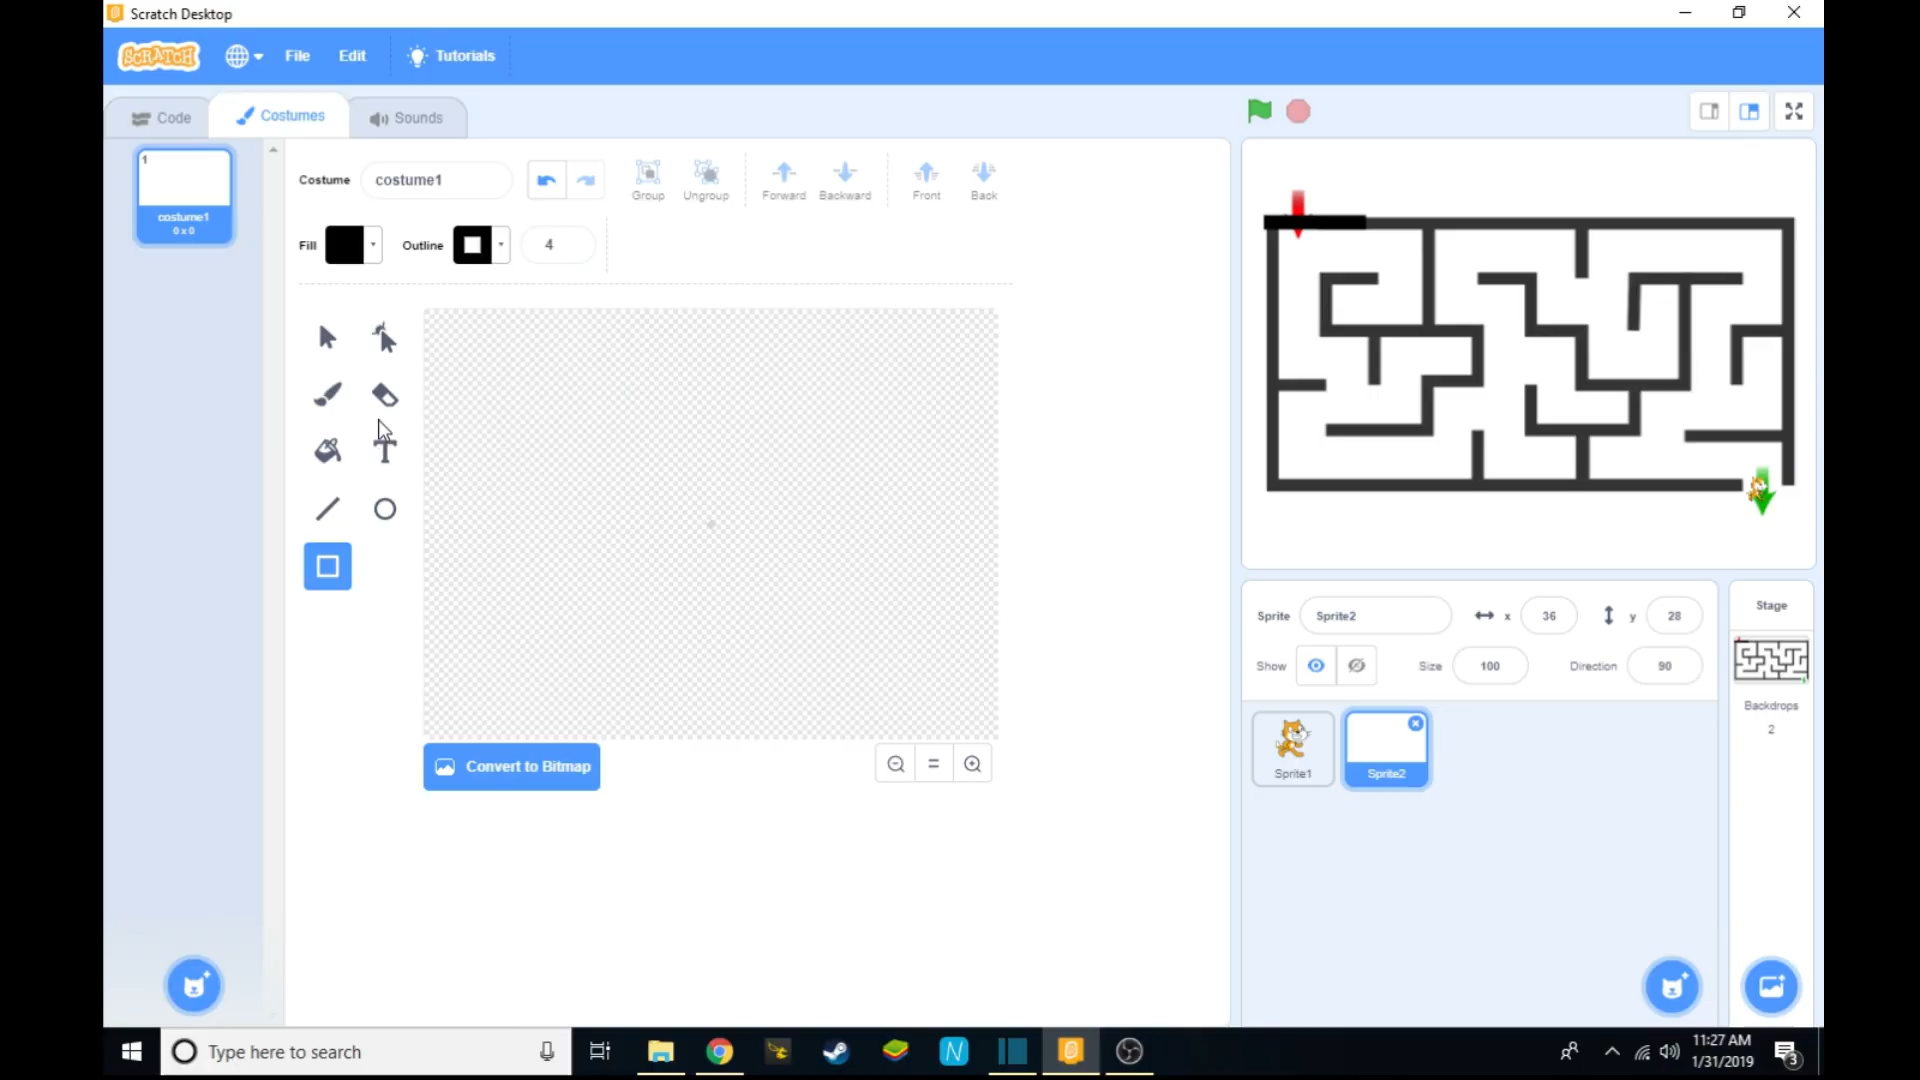 Scratch Desktop
SCRATCH
File
Edit
Tutorials
Code
Costumes
Sounds
1
costume1
0 x 0
Costume
costume1
Group
Ungroup
Forward
Backward
Front
Back
Fill
Outline
4
T
Convert to Bitmap
=
Sprite
Sprite2
x
36
y
28
Show
Size
100
Direction
90
Sprite1
Sprite2
Stage
Backdrops
2
Type here to search
N
11:27 AM
1/31/2019
3